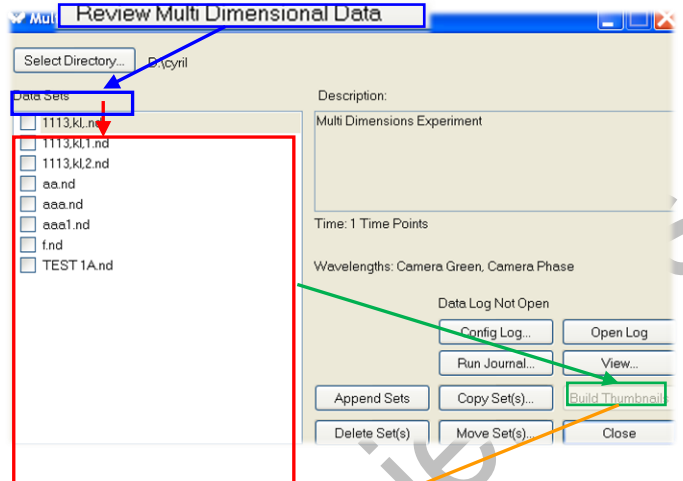 Mul
Review Multi Dimensional Data
Select Directory... D:\cyril
Data Sets
Description:
1113,kl,.nd
1113,kl,1.nd
1113,kl,2.nd
aa.nd
aaa.nd
aaa1.nd
f.nd
TEST 1A.nd
Multi Dimensions Experiment
Time: 1 Time Points
Wavelengths: Camera Green, Camera Phase
Data Log Not Open
Config Log... Open Log
Run Journal... View...
Append Sets Copy Set(s)... Build Thumbnails
Delete Set(s) Move Set(s)... Close